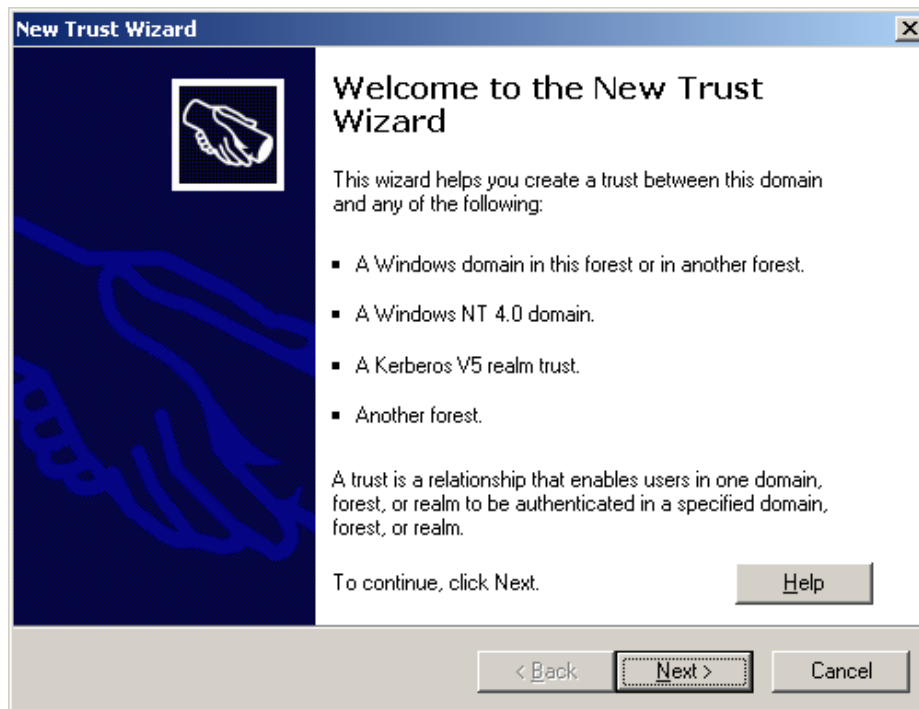 New Trust Wizard
Welcome to the New Trust
Wizard
This wizard helps you create a trust between this domain
and any of the following:
▪ A Windows domain in this forest or in another forest.
▪ A Windows NT 4.0 domain.
▪ A Kerberos V5 realm trust.
▪ Another forest.
A trust is a relationship that enables users in one domain,
forest, or realm to be authenticated in a specified domain,
forest, or realm.
To continue, click Next.
Help
< Back
Next >
Cancel